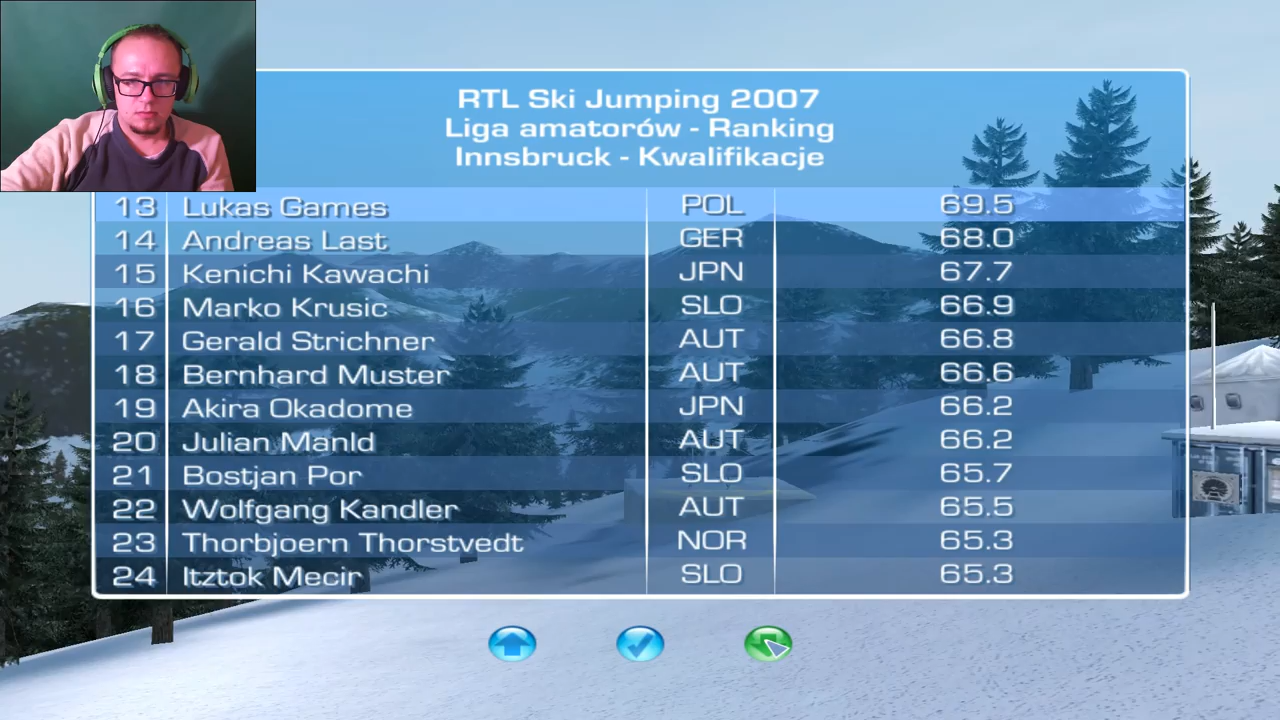 RTL Ski Jumping 2007
Liga amatorów - Ranking
Innsbruck - Kwalifikacje
13 Lukas Games POL 69.5
14 Andreas Last GER 68.0
15 Kenichi Kawachi JPN 67.7
16 Marko Krusic SLO 66.9
17 Gerald Strichner AUT 66.8
18 Bernhard Muster AUT 66.6
19 Akira Okadome JPN 66.2
20 Julian Manld AUT 66.2
21 Bostjan Por SLO 65.7
22 Wolfgang Kandler AUT 65.5
23 Thorbjoern Thorstvedt NOR 65.3
24 Itztok Mecir SLO 65.3